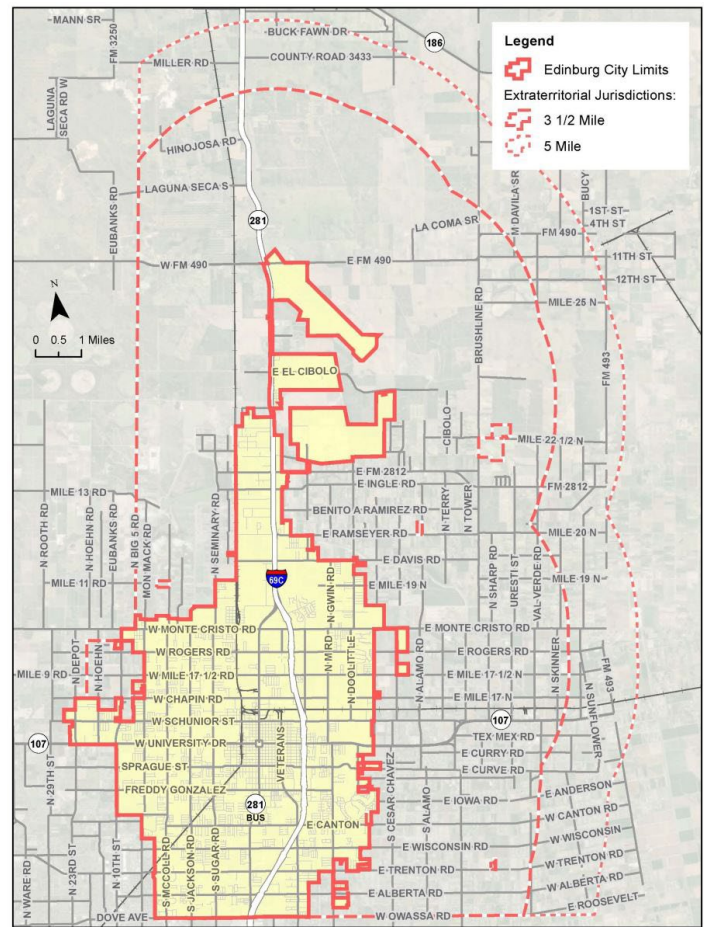 MANN SR
FM 3250
BUCK FAWN DR
186
COUNTY ROAD 3433
MILLER RD
LAGUNA
SECA RD W
Legend
Edinburg City Limits
Extraterritorial Jurisdictions:
3 1/2 Mile
5 Mile
HINOJOSA RD
LAGUNA SECA S
EUBANKS RD
281
LA COMA SR
M DAVILA SR
BUCY
1ST ST
4TH ST
FM 490
W FM 490
E FM 490
11TH ST
12TH ST
MILE 25 N
N
0 0.5 1 Miles
BRUSHLINE RD
FM 493
E EL CIBOLO
CIBOLO
MILE 22 1/2 N
E FM 2812
E INGLE RD
FM 2812
MILE 13 RD
BENITO A RAMIREZ RD
N TERRY
N TOWER
E RAMSEYER RD
MILE 20 N
N ROOTH RD
N HOEHN RD
EUBANKS RD
N BIG 5 RD
MON MACK RD
N SEMINARY RD
E DAVIS RD
MILE 11 RD
69C
N GWIN RD
E MILE 19 N
N SHARP RD
URESTI ST
VAL VERDE RD
MILE 19 N
W MONTE CRISTO RD
E MONTE CRISTO RD
W ROGERS RD
N M RD
N DOOLITTLE
E ROGERS RD
MILE 9 RD
N DEPOT
N HOEHN
W MILE 17-1/2 RD
N ALAMO RD
E MILE 17-1/2 N
N SKINNER
FM 493
W CHAPIN RD
E MILE 17 N
W SCHUNIOR ST
107
N SUNFLOWER
107
W UNIVERSITY DR
TEX MEX RD
E CURRY RD
N 29TH ST
SPRAGUE ST
VETERANS
S CESAR CHAVEZ
E CURVE RD
FREDDY GONZALEZ
S ALAMO
E IOWA RD
E ANDERSON
281
BUS
W CANTON RD
E CANTON
W WISCONSIN
E WISCONSIN RD
N WARE RD
N 23RD ST
N 10TH ST
S MCCOLL RD
S JACKSON RD
S SUGAR RD
E TRENTON RD
W TRENTON RD
E ALBERTA RD
W ALBERTA RD
E ROOSEVELT
DOVE AVE
W OWASSA RD